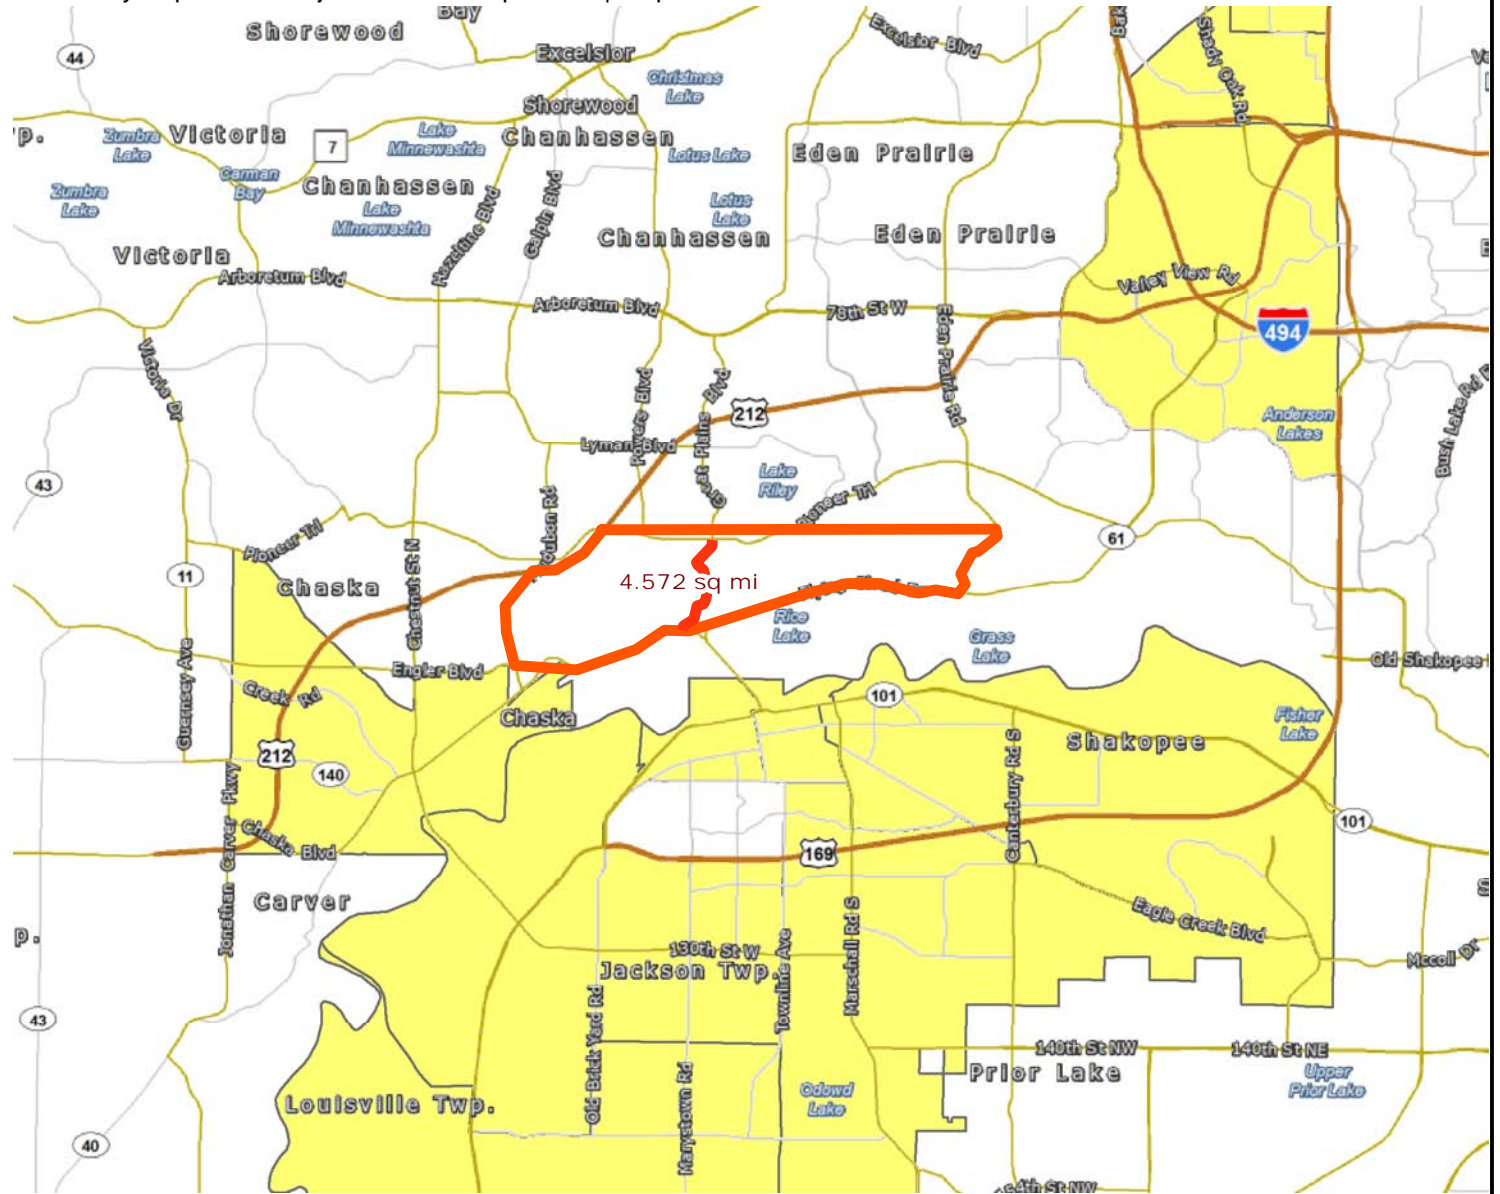 Bay
Shorewood
Excelsior Blvd
Shady Oak Rd
44
Excelsior
Christmas
Lake
Shorewood
P.
Zumbra
Lake
Victoria
7
Lake
Minnewashta
Chanhassen
Lotus Lake
Eden Prairie
Carman
Bay
Chanhassen
Zumbra
Lake
Lake
Minnewashta
Hazeltine Blvd
Galpin Blvd
Lotus
Lake
Chanhassen
Eden Prairie
Victoria
Arboretum Blvd
Arboretum Blvd
78th St W
Valley View Rd
494
Eden Prairie Rd
Victoria Dr
Powers Blvd
Blvd
212
Anderson
Lakes
Bush Lake Rd
Lyman Blvd
43
Lake
Riley
Pioneer Trl
Pioneer Trl
61
Chestnut St N
11
Chaska
4.572 sq mi
Rice
Lake
Grass
Lake
Guernsey Ave
Engler Blvd
Old Shakopee
Creek Rd
101
Chaska
Fisher
Lake
Shakopee
212
140
Canterbury Rd S
Jonathan Carver Pkwy
Chaska Blvd
101
169
Carver
Eagle Creek Blvd
p.
130th St W
Jackson Twp.
Mccoll Dr
Marschall Rd S
Townline Ave
Old Brick Yard Rd
43
140th St NW
140th St NE
Prior Lake
Upper
Prior Lake
Louisville Twp.
Odowd
Lake
Marystown Rd
40